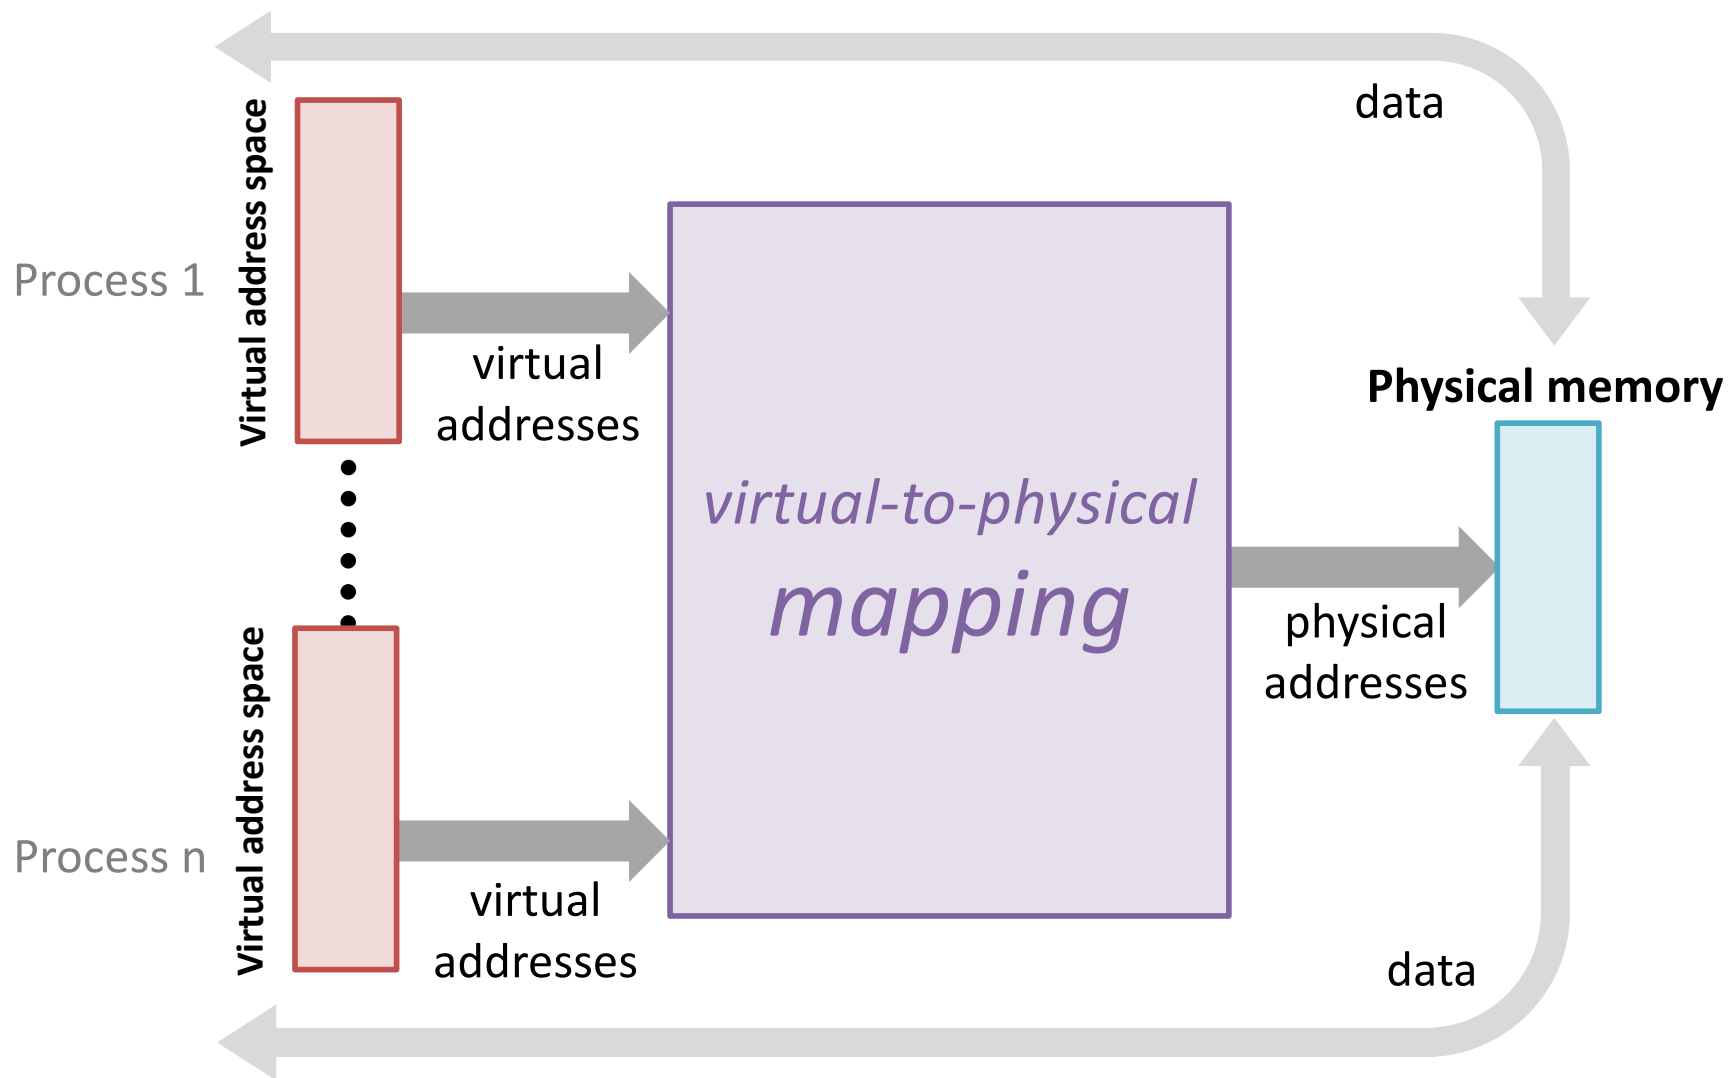 data
Virtual address space
Process 1
virtual
addresses
Physical memory
virtual-to-physical
mapping
physical
addresses
Virtual address space
Process n
virtual
addresses
data